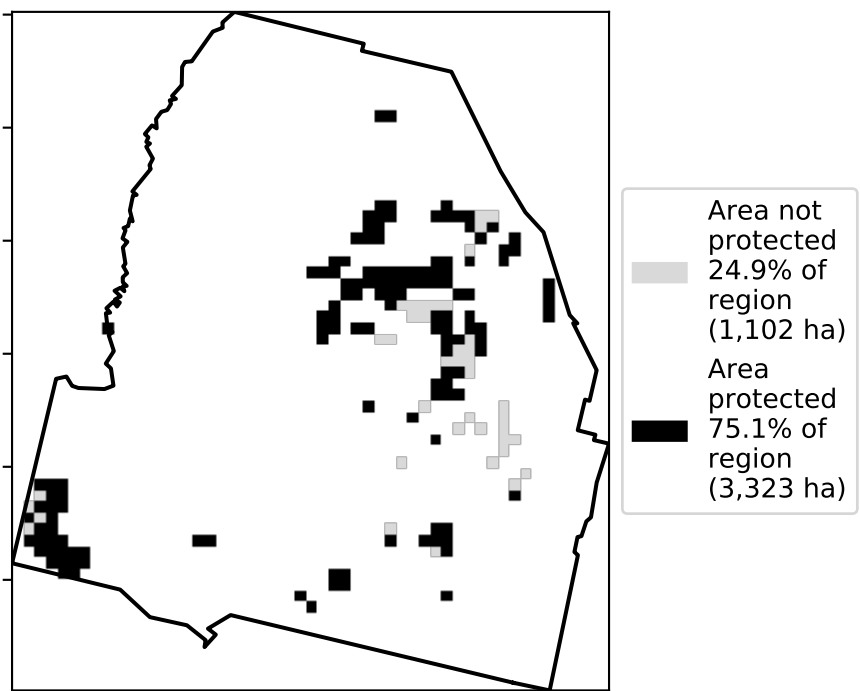 Area not
protected
24.9% of
region
(1,102 ha)
Area
protected
75.1% of
region
(3,323 ha)